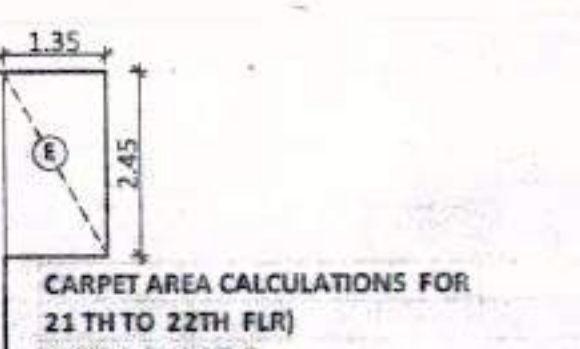 1.35
E
2.45
CARPET AREA CALCULATIONS FOR
21 TH TO 22TH FLR)